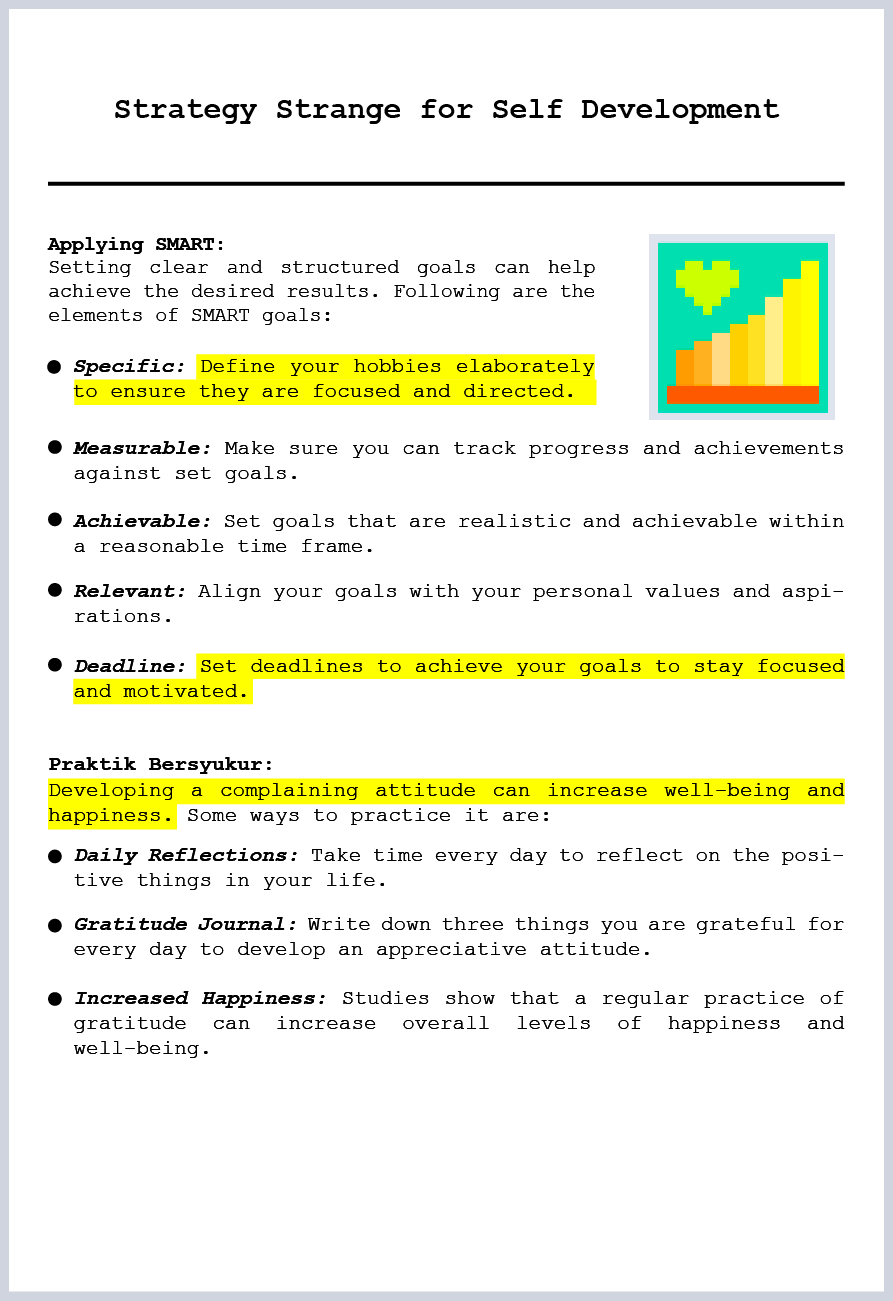 Strategy Strange for Self Development
Applying SMART:
Setting clear and structured goals can help
achieve the desired results. Following are the
elements of SMART goals:
● Specific: Define your hobbies elaborately
to ensure they are focused and directed.
● Measurable: Make sure you can track progress and achievements
against set goals.
● Achievable: Set goals that are realistic and achievable within
a reasonable time frame.
● Relevant: Align your goals with your personal values and aspi-
rations.
● Deadline: Set deadlines to achieve your goals to stay focused
and motivated.
Praktik Bersyukur:
Developing a complaining attitude can increase well-being and
happiness. Some ways to practice it are:
● Daily Reflections: Take time every day to reflect on the posi-
tive things in your life.
● Gratitude Journal: Write down three things you are grateful for
every day to develop an appreciative attitude.
● Increased Happiness: Studies show that a regular practice of
gratitude can increase overall levels of happiness and
well-being.